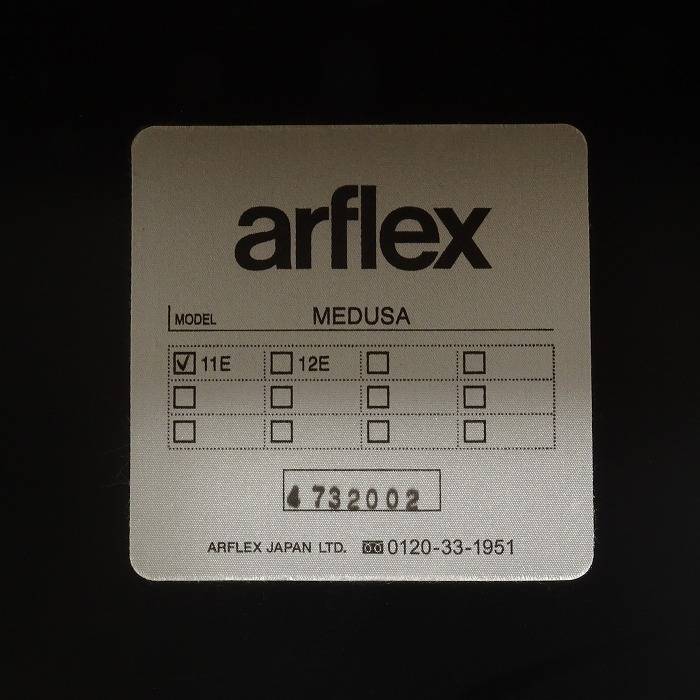 arflex
MODEL MEDUSA
11E 12E
4732002
ARFLEX JAPAN LTD. 0120-33-1951